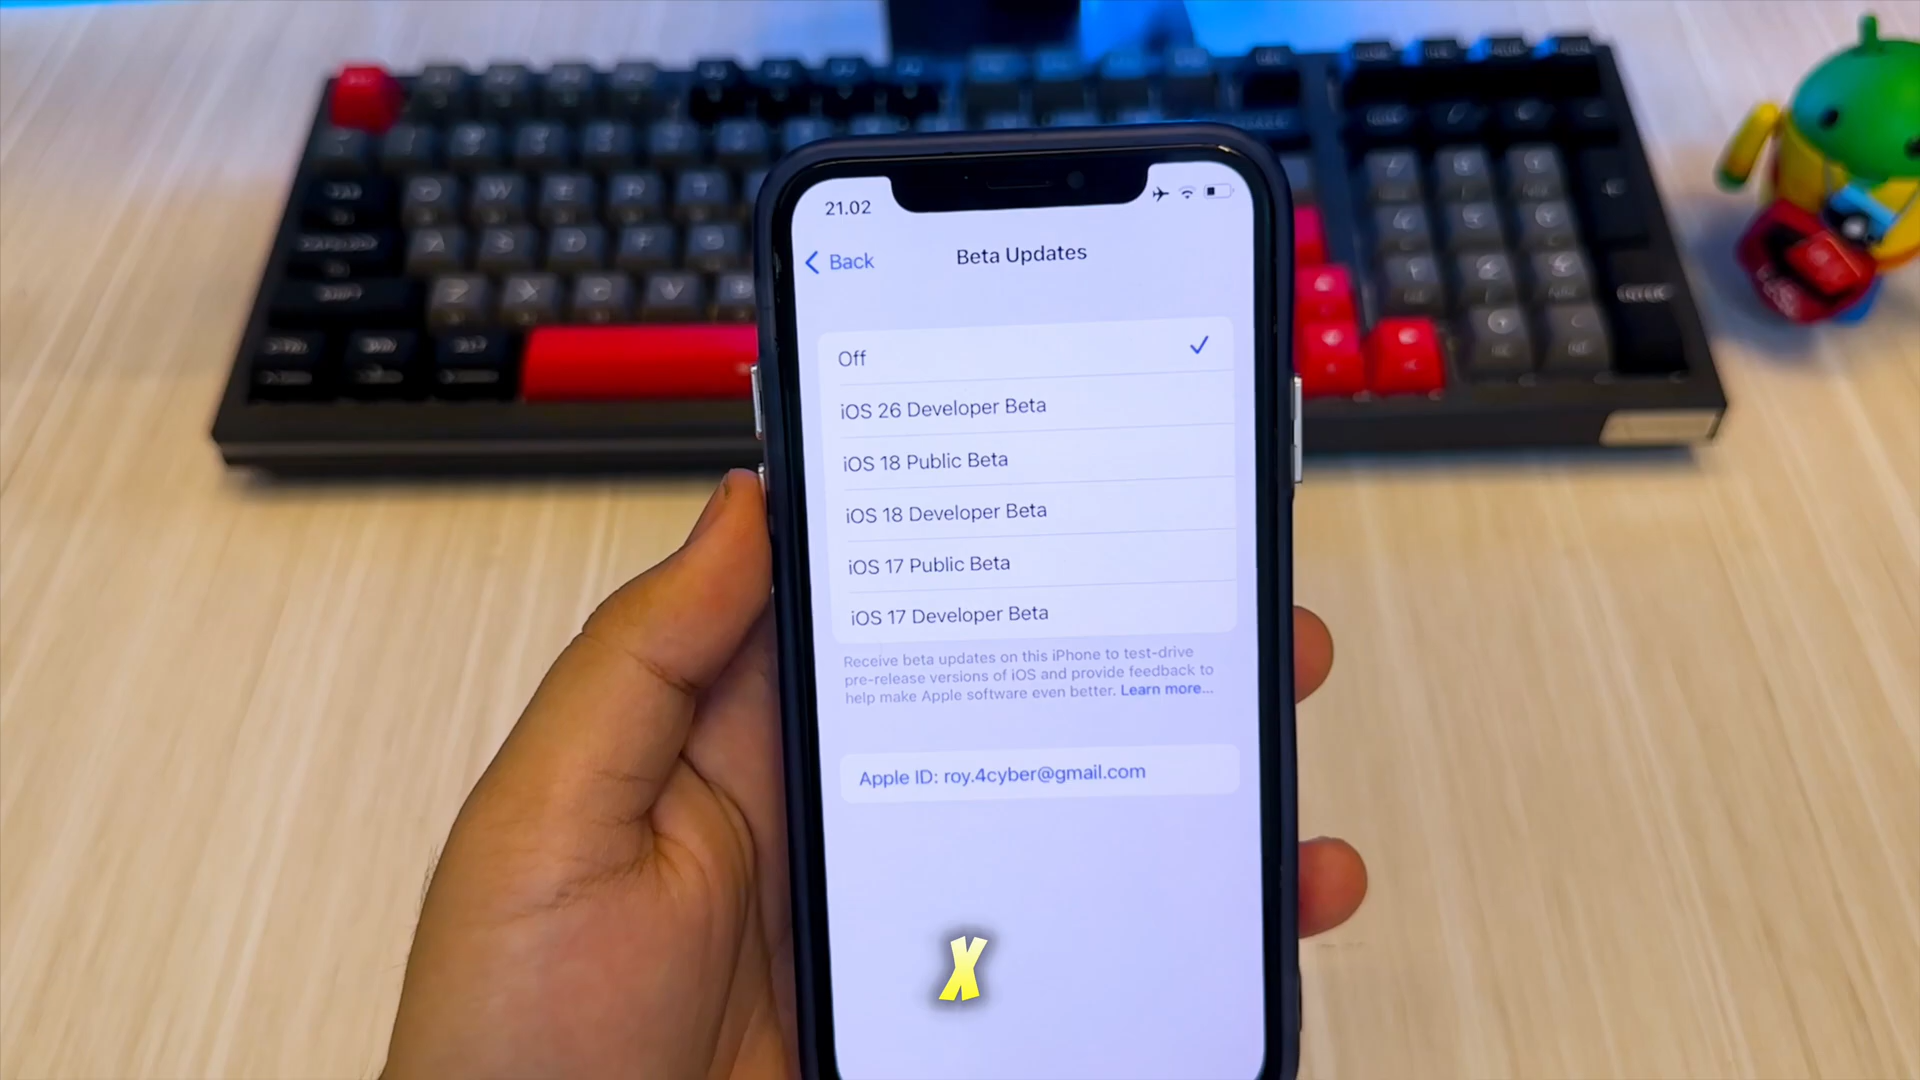 21.02
Back
Beta Updates
Off
iOS 26 Developer Beta
iOS 18 Public Beta
iOS 18 Developer Beta
iOS 17 Public Beta
iOS 17 Developer Beta
Receive beta updates on this iPhone to test-drive
pre-release versions of iOS and provide feedback to
help make Apple software even better. Learn more...
Apple ID: roy.4cyber@gmail.com
X